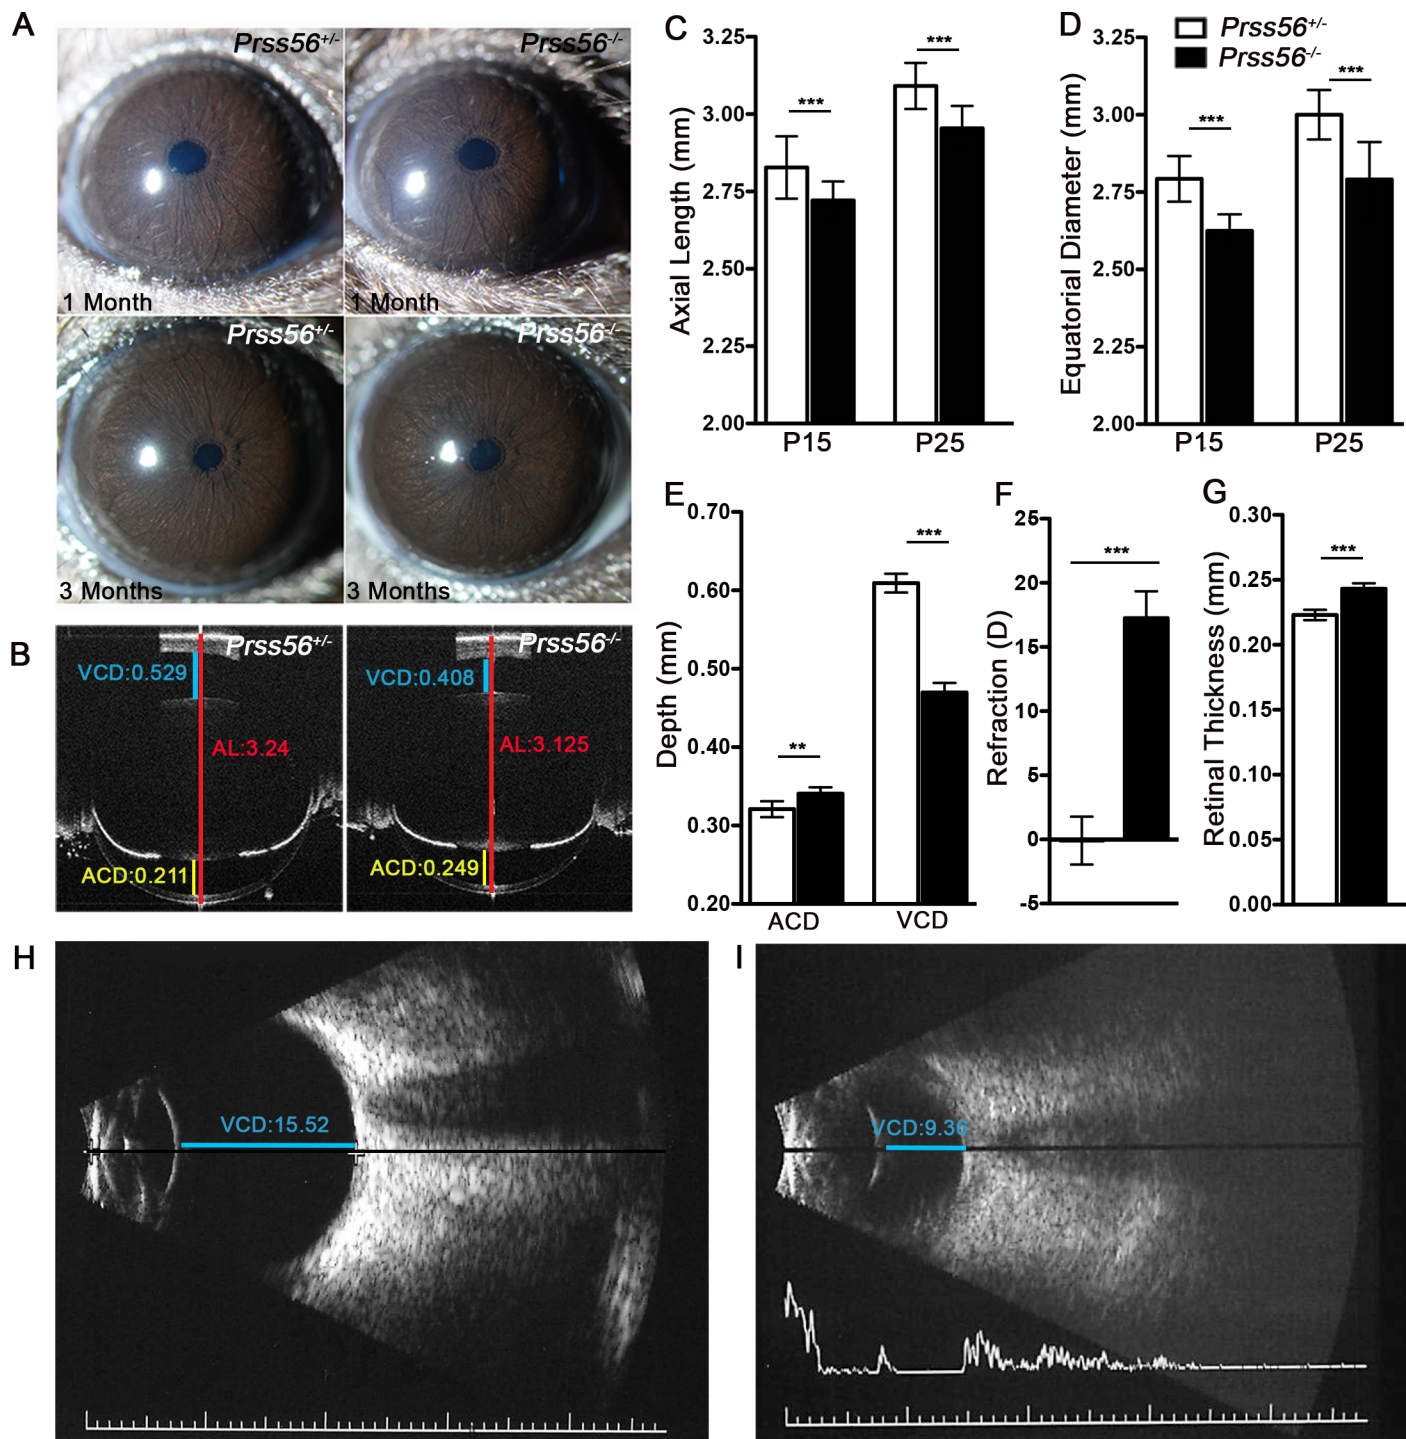 A
Prss56+/-
Prss56-/-
1 Month
1 Month
Prss56+/-
Prss56-/-
3 Months
3 Months
B
Prss56+/-
Prss56-/-
VCD:0.529
VCD:0.408
AL:3.24
AL:3.125
ACD:0.211
ACD:0.249
C
3.25
3.00
2.75
2.50
2.25
2.00
Axial Length (mm)
***
***
P15
P25
D
Prss56+/-
Prss56-/-
3.25
3.00
2.75
2.50
2.25
2.00
Equatorial Diameter (mm)
***
***
P15
P25
E
0.70
0.60
0.50
0.40
0.30
0.20
Depth (mm)
**
***
ACD
VCD
F
25
20
15
10
5
0
-5
Refraction (D)
***
G
0.30
0.25
0.20
0.15
0.10
0.05
0.00
Retinal Thickness (mm)
***
H
VCD:15.52
I
VCD:9.36